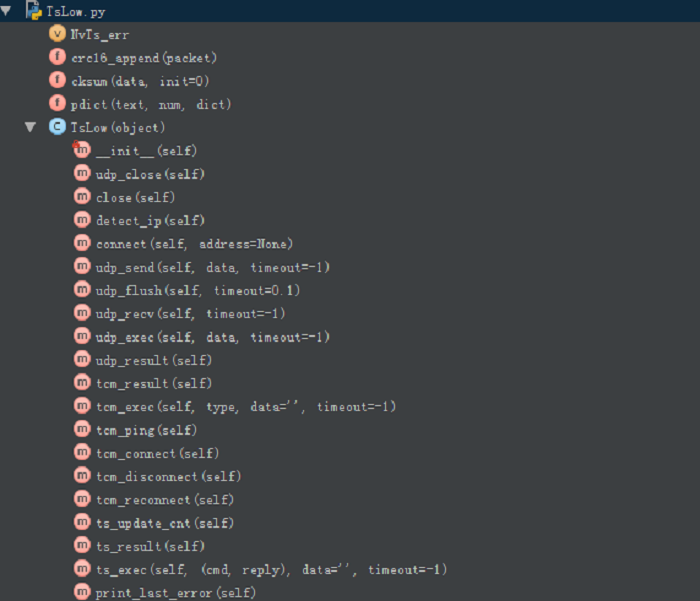 TsLow.py
V NvTs_err
f crc16_append(packet)
f cksum(data, init=0)
f pdict(text, num, dict)
C TsLow(object)
m __init__(self)
m udp_close(self)
m close(self)
m detect_ip(self)
m connect(self, address=None)
m udp_send(self, data, timeout=-1)
m udp_flush(self, timeout=0.1)
m udp_recv(self, timeout=-1)
m udp_exec(self, data, timeout=-1)
m udp_result(self)
m tcm_result(self)
m tcm_exec(self, type, data='', timeout=-1)
m tcm_ping(self)
m tcm_connect(self)
m tcm_disconnect(self)
m tcm_reconnect(self)
m ts_update_cnt(self)
m ts_result(self)
m ts_exec(self, (cmd, reply), data='', timeout=-1)
m print_last_error(self)